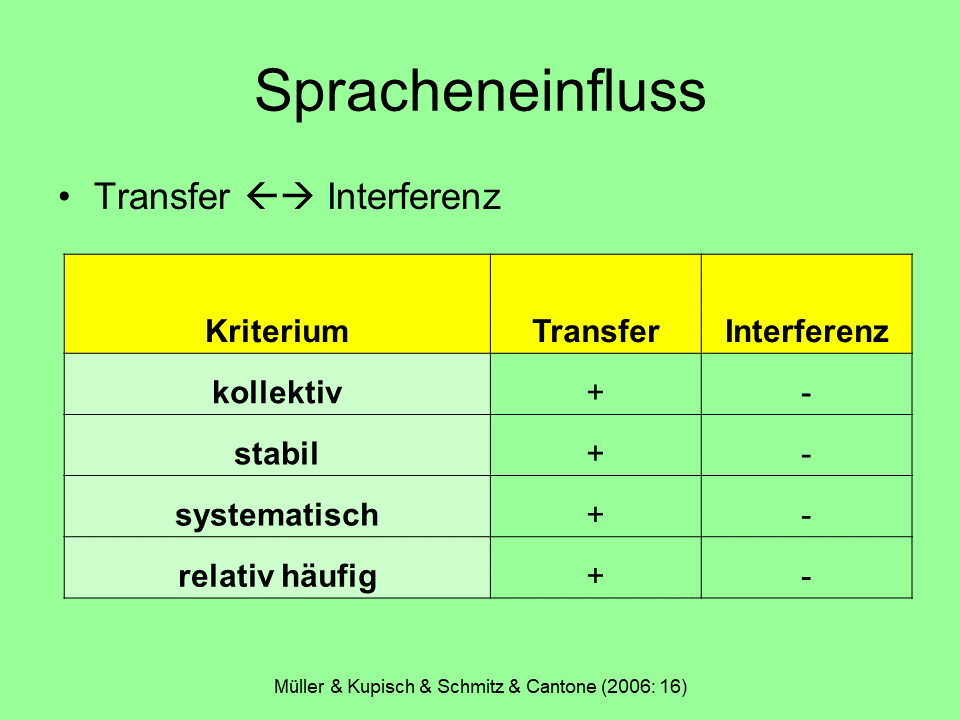 Spracheneinfluss
• Transfer ←→ Interferenz
Kriterium Transfer Interferenz
kollektiv + -
stabil + -
systematisch + -
relativ häufig + -
Müller & Kupisch & Schmitz & Cantone (2006: 16)